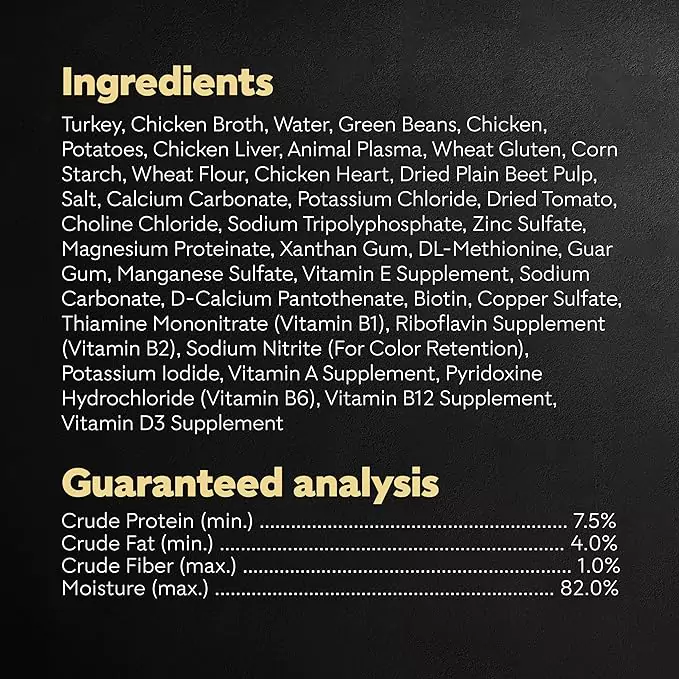 Ingredients
Turkey, Chicken Broth, Water, Green Beans, Chicken,
Potatoes, Chicken Liver, Animal Plasma, Wheat Gluten, Corn
Starch, Wheat Flour, Chicken Heart, Dried Plain Beet Pulp,
Salt, Calcium Carbonate, Potassium Chloride, Dried Tomato,
Choline Chloride, Sodium Tripolyphosphate, Zinc Sulfate,
Magnesium Proteinate, Xanthan Gum, DL-Methionine, Guar
Gum, Manganese Sulfate, Vitamin E Supplement, Sodium
Carbonate, D-Calcium Pantothenate, Biotin, Copper Sulfate,
Thiamine Mononitrate (Vitamin B1), Riboflavin Supplement
(Vitamin B2), Sodium Nitrite (For Color Retention),
Potassium Iodide, Vitamin A Supplement, Pyridoxine
Hydrochloride (Vitamin B6), Vitamin B12 Supplement,
Vitamin D3 Supplement
Guaranteed analysis
Crude Protein (min.) ........................................................... 7.5%
Crude Fat (min.) .................................................................. 4.0%
Crude Fiber (max.) ............................................................... 1.0%
Moisture (max.) ................................................................. 82.0%